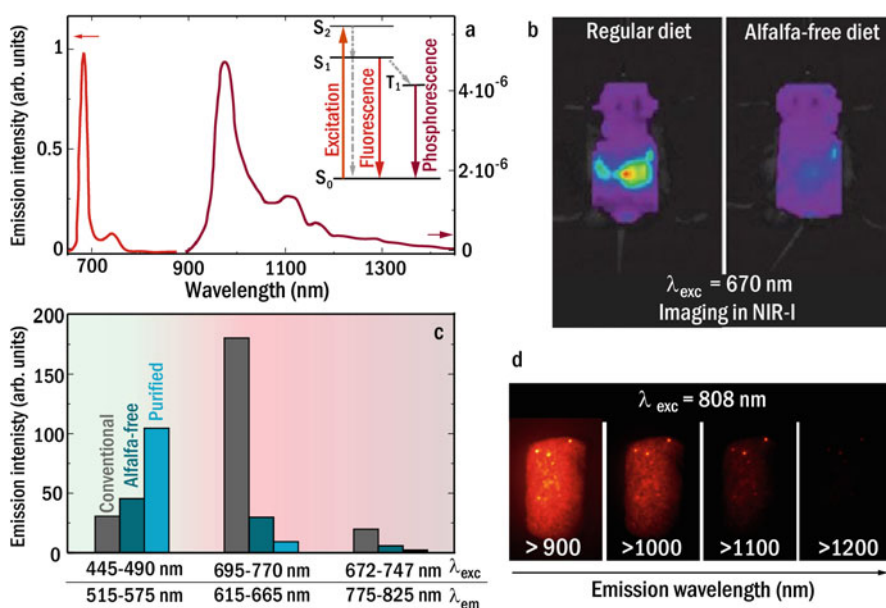 a
Emission intensity (arb. units)
1
0.5
0
700
900
1100
1300
Wavelength (nm)
4·10⁻⁶
2·10⁻⁶
0
S₂
S₁
T₁
S₀
Excitation
Fluorescence
Phosphorescence
b
Regular diet
Alfalfa-free diet
λexc = 670 nm
Imaging in NIR-I
c
Emission intenisty (arb. units)
200
175
100
50
25
0
Conventional
Alfalfa-free
Purified
445-490 nm 695-770 nm 672-747 nm λexc
515-575 nm 615-665 nm 775-825 nm λem
d
λ exc = 808 nm
> 900 >1000 >1100 >1200
Emission wavelength (nm)